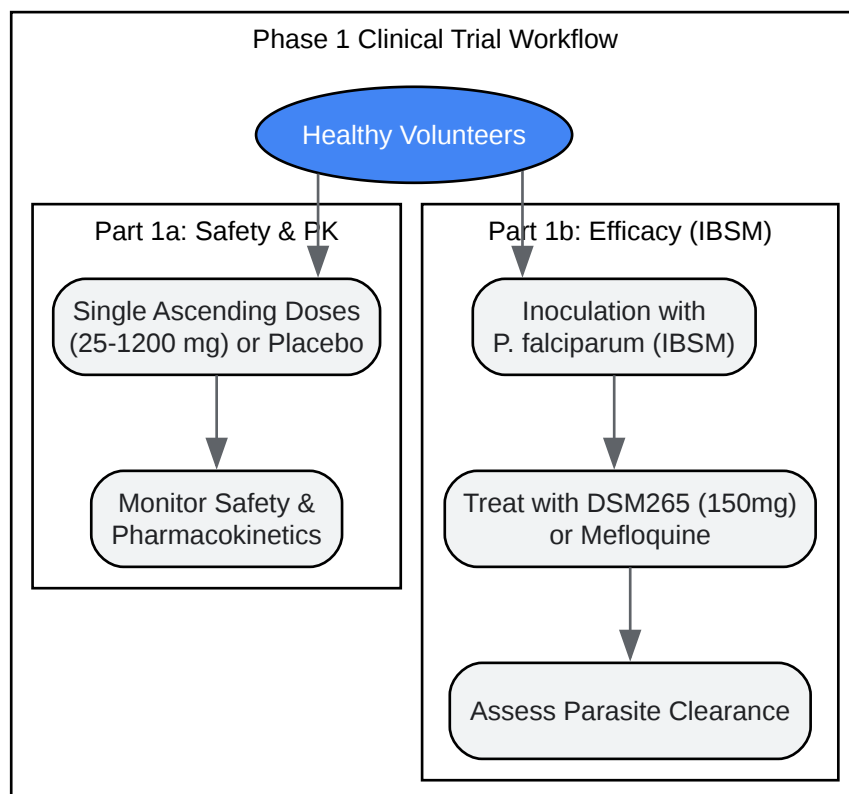 Phase 1 Clinical Trial Workflow
Healthy Volunteers
Part 1a: Safety & PK
Single Ascending Doses
(25-1200 mg) or Placebo
Monitor Safety &
Pharmacokinetics
Part 1b: Efficacy (IBSM)
Inoculation with
P. falciparum (IBSM)
Treat with DSM265 (150mg)
or Mefloquine
Assess Parasite Clearance